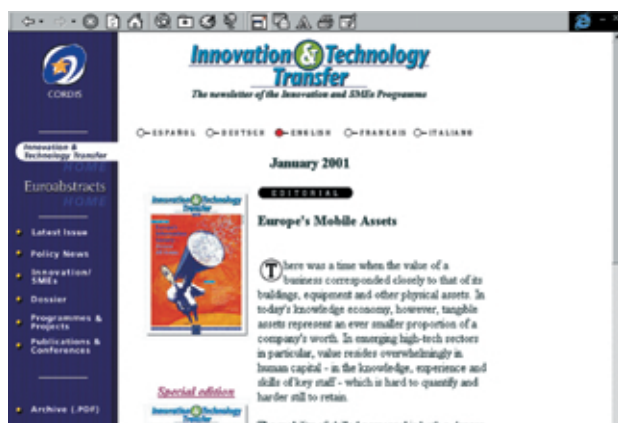 CORDIS
Innovation & Technology
Transfer
The newsletter of the Innovation and SMEs Programme
ESPAÑOL DEUTSCH ENGLISH FRANCAIS ITALIANO
January 2001
Innovation &
Technology Transfer
HOME
Euroabstracts
HOME
Latest Issue
Policy News
Innovation/
SMEs
Dossier
Programmes &
Projects
Publications &
Conferences
Archive (.PDF)
EDITORIAL
Innovation & Technology
Transfer
Europe's Mobile Assets
There was a time when the value of a
business corresponded closely to that of its
buildings, equipment and other physical assets. In
today's knowledge economy, however, tangible
assets represent an ever smaller proportion of a
company's worth. In emerging high-tech sectors
in particular, value resides overwhelmingly in
human capital - in the knowledge, experience and
skills of key staff - which is hard to quantify and
harder still to retain.
Special edition
Innovation & Technology
Transfer